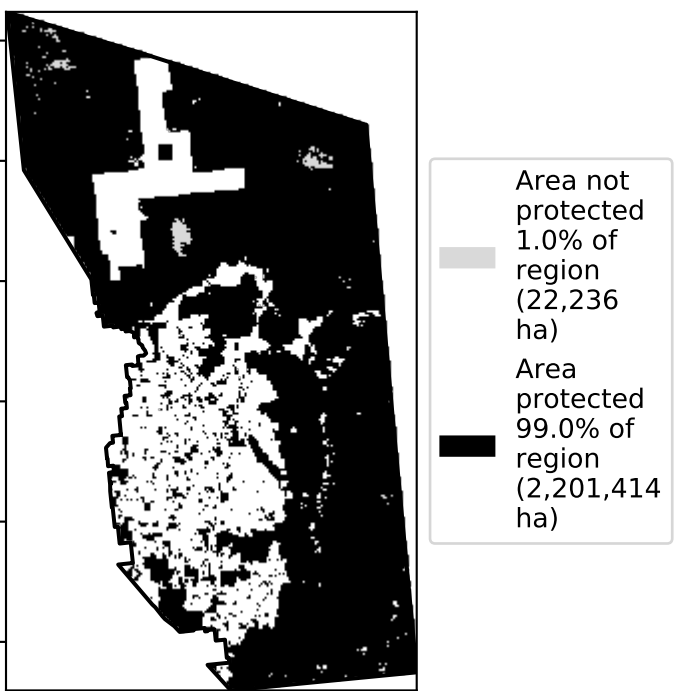 Area not
protected
1.0% of
region
(22,236
ha)
Area
protected
99.0% of
region
(2,201,414
ha)